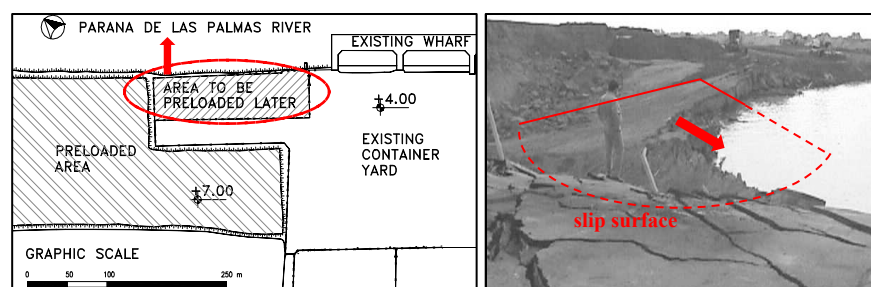 PARANA DE LAS PALMAS RIVER
EXISTING WHARF
AREA TO BE
PRELOADED LATER
+4.00
PRELOADED
AREA
EXISTING
CONTAINER
YARD
+7.00
GRAPHIC SCALE
0 50 100 250 m
slip surface